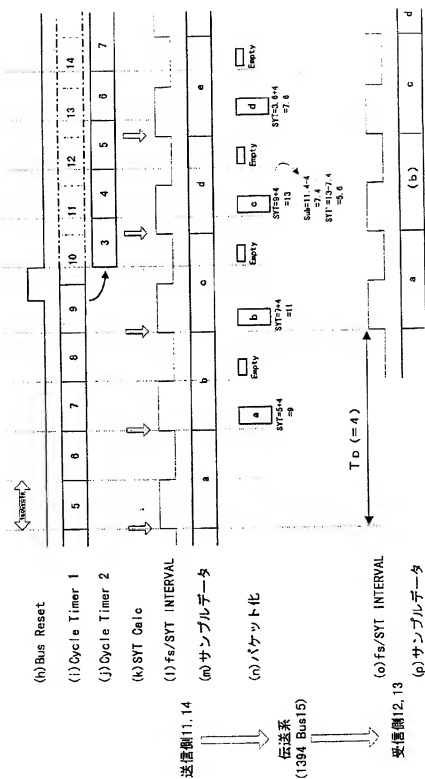 (h)Bus Reset
(i)Cycle Timer 1
5 6 7 8 9 10 11 12 13 14
(j)Cycle Timer 2
3 4 5 6 7
(k)SYT Calc
(l)fs/SYT INTERVAL
(m)サンプルデータ
a b c d e
(n)パケット化
a
SYT=5+4
=9
Empty
b
SYT=7+4
=11
Empty
c
SYT=9+4
=13
Empty
d
SYT=3.6+4
=7.6
Empty
Sub=11.4-4
=7.4
SYT'=13-7.4
=5.6
送信側11,14
伝送系
(1394 Bus15)
受信側12,13
TD (=4)
(o)fs/SYT INTERVAL
(p)サンプルデータ
a (b) c d